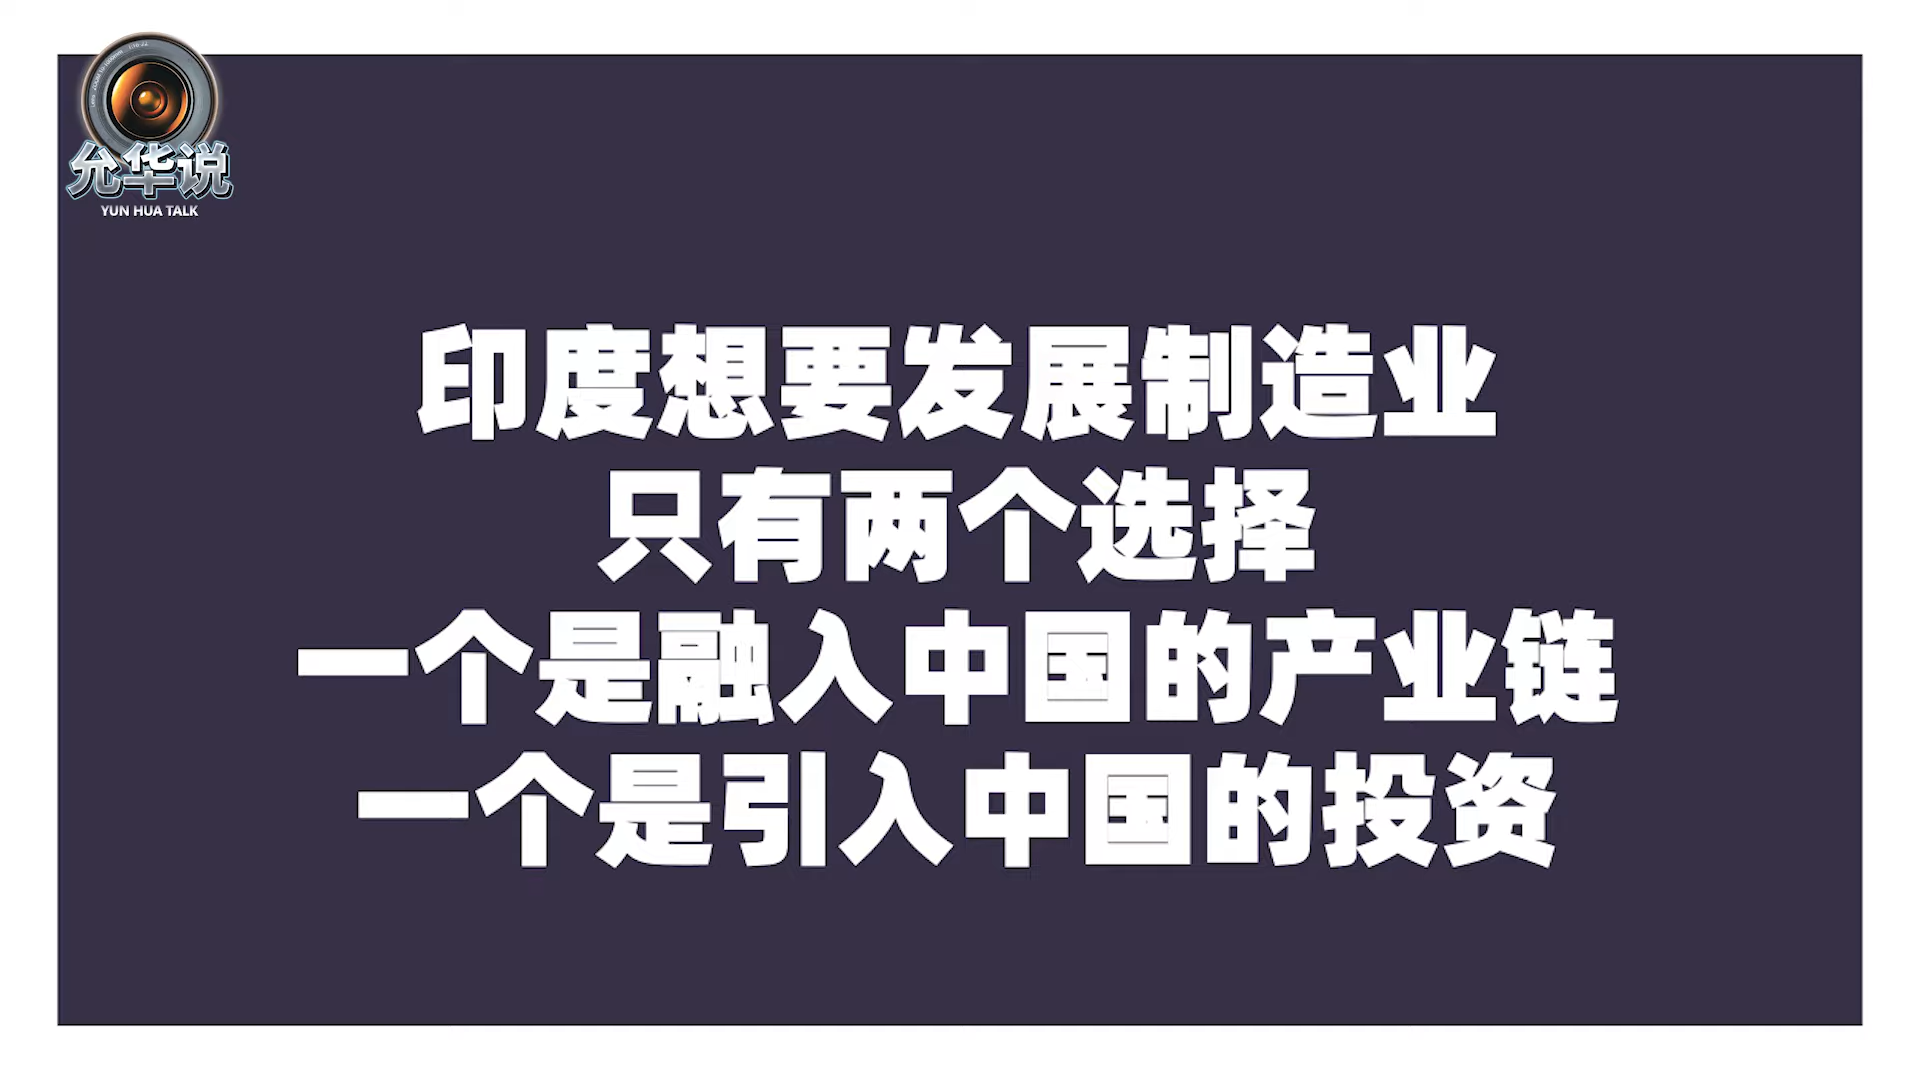 允华说
YUN HUA TALK
印度想要发展制造业
只有两个选择
一个是融入中国的产业链
一个是引入中国的投资